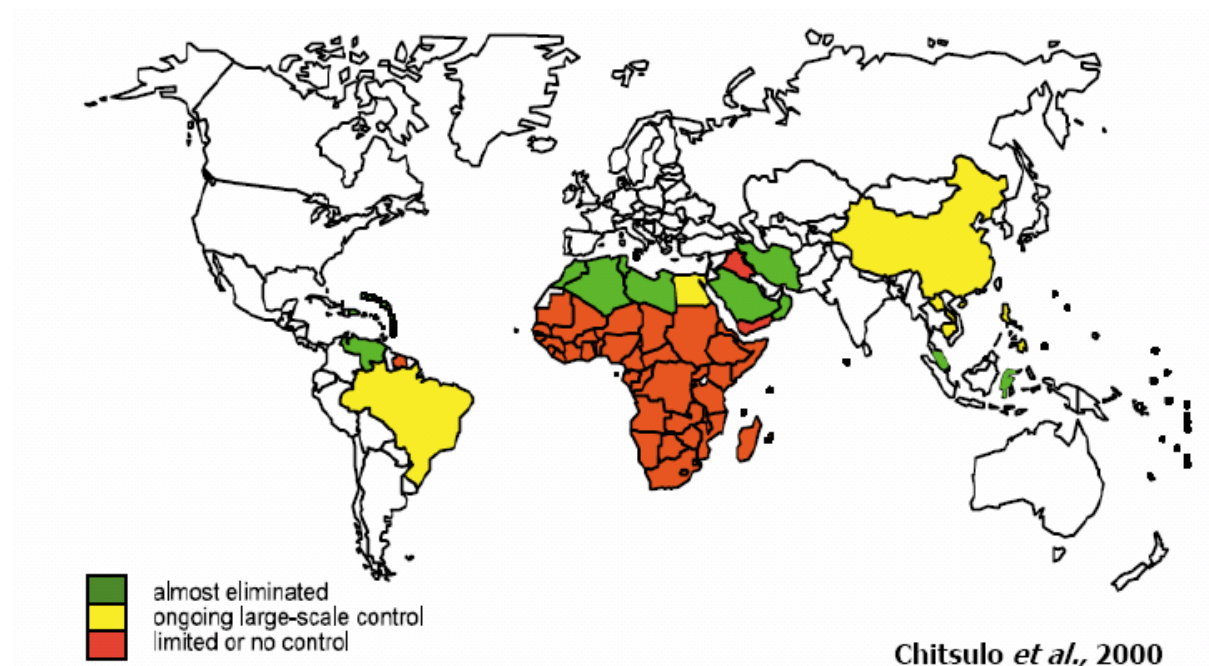 almost eliminated
ongoing large-scale control
limited or no control
Chitsulo et al., 2000